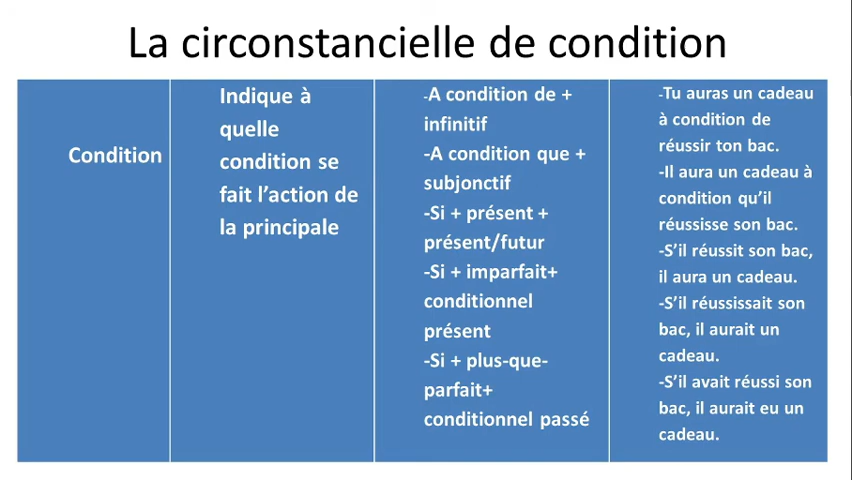 La circonstancielle de condition
Condition
Indique à
quelle
condition se
fait l’action de
la principale
-A condition de +
infinitif
-A condition que +
subjonctif
-Si + présent +
présent/futur
-Si + imparfait+
conditionnel
présent
-Si + plus-que-
parfait+
conditionnel passé
-Tu auras un cadeau
à condition de
réussir ton bac.
-Il aura un cadeau à
condition qu’il
réussisse son bac.
-S’il réussit son bac,
il aura un cadeau.
-S’il réussissait son
bac, il aurait un
cadeau.
-S’il avait réussi son
bac, il aurait eu un
cadeau.